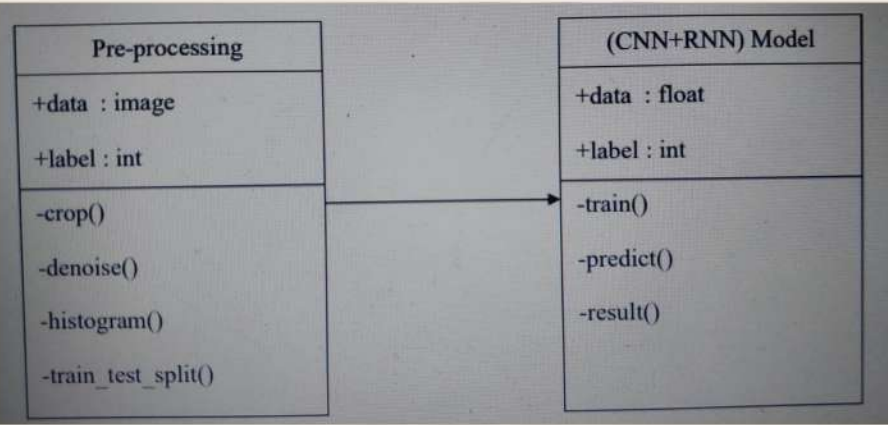 Pre-processing
+data : image
+label : int
-crop()
-denoise()
-histogram()
-train_test_split()
(CNN+RNN) Model
+data : float
+label : int
-train()
-predict()
-result()